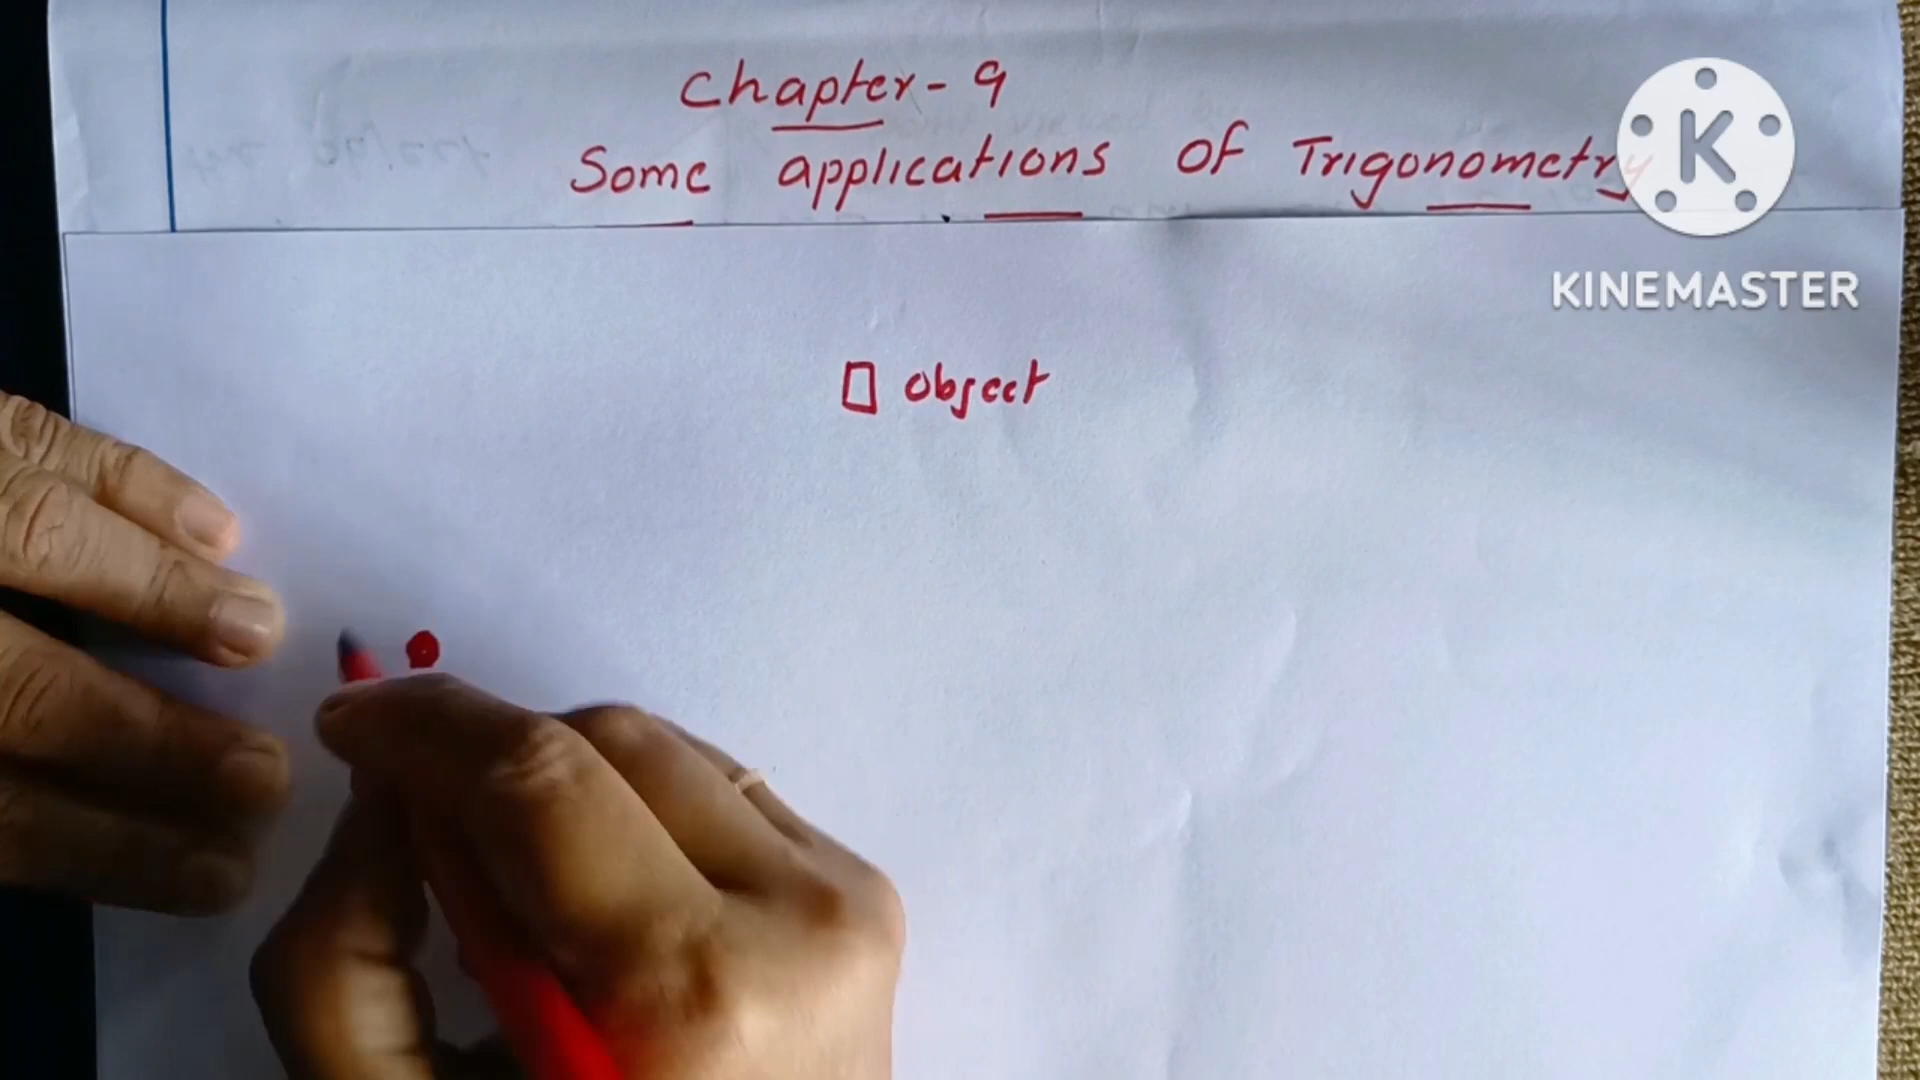 Chapter - 9
Some applications of Trigonometry
K
KINEMASTER
object